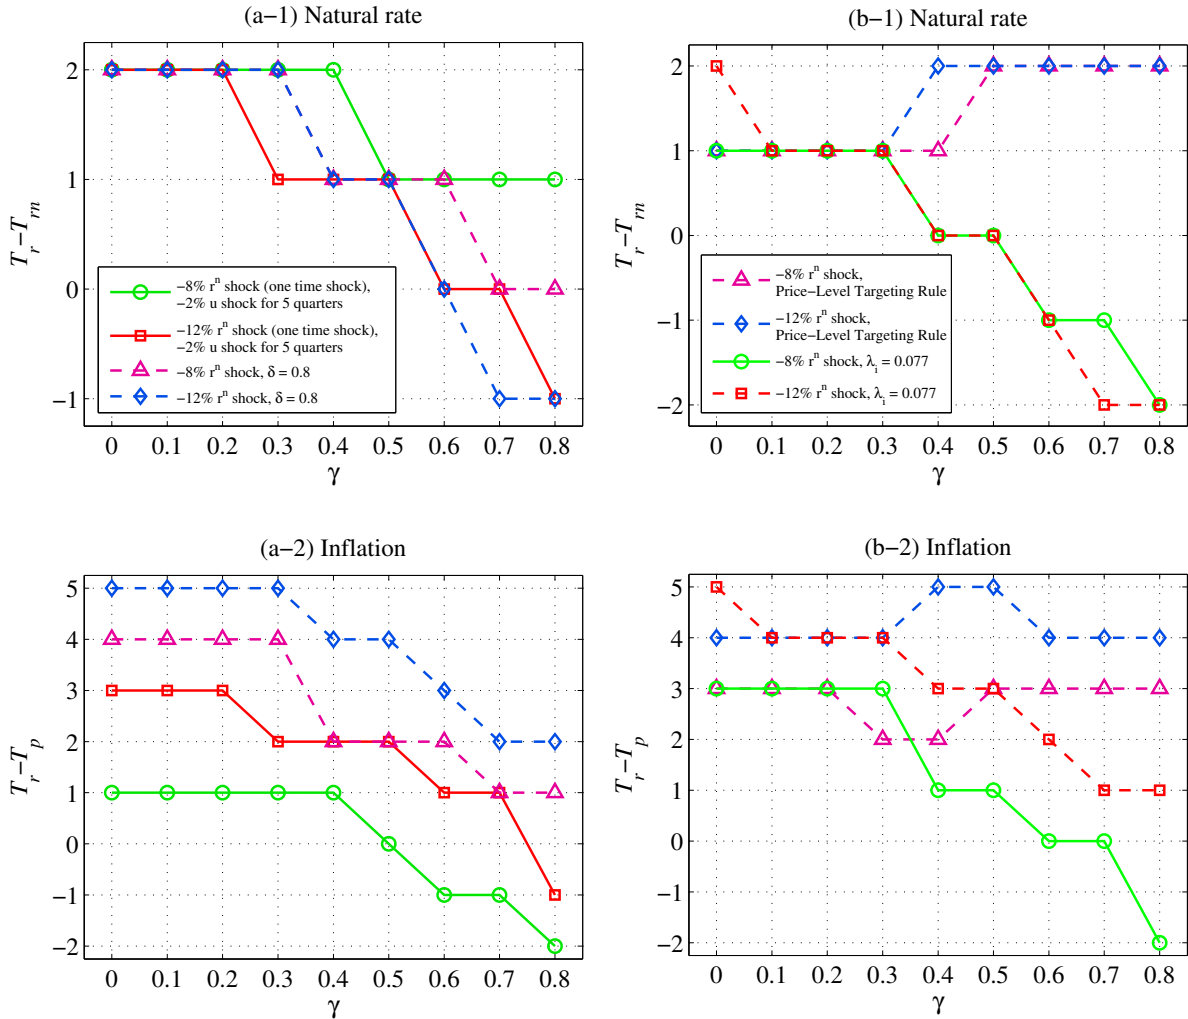 (a−1) Natural rate
2
1
0
−1
T_r−T_rn
0 0.1 0.2 0.3 0.4 0.5 0.6 0.7 0.8
γ
−8% r^n shock (one time shock),
−2% u shock for 5 quarters
−12% r^n shock (one time shock),
−2% u shock for 5 quarters
−8% r^n shock, δ = 0.8
−12% r^n shock, δ = 0.8
(b−1) Natural rate
2
1
0
−1
−2
T_r−T_rn
0 0.1 0.2 0.3 0.4 0.5 0.6 0.7 0.8
γ
−8% r^n shock,
Price−Level Targeting Rule
−12% r^n shock,
Price−Level Targeting Rule
−8% r^n shock, λ_i = 0.077
−12% r^n shock, λ_i = 0.077
(a−2) Inflation
5
4
3
2
1
0
−1
−2
T_r−T_p
0 0.1 0.2 0.3 0.4 0.5 0.6 0.7 0.8
γ
(b−2) Inflation
5
4
3
2
1
0
−1
−2
T_r−T_p
0 0.1 0.2 0.3 0.4 0.5 0.6 0.7 0.8
γ